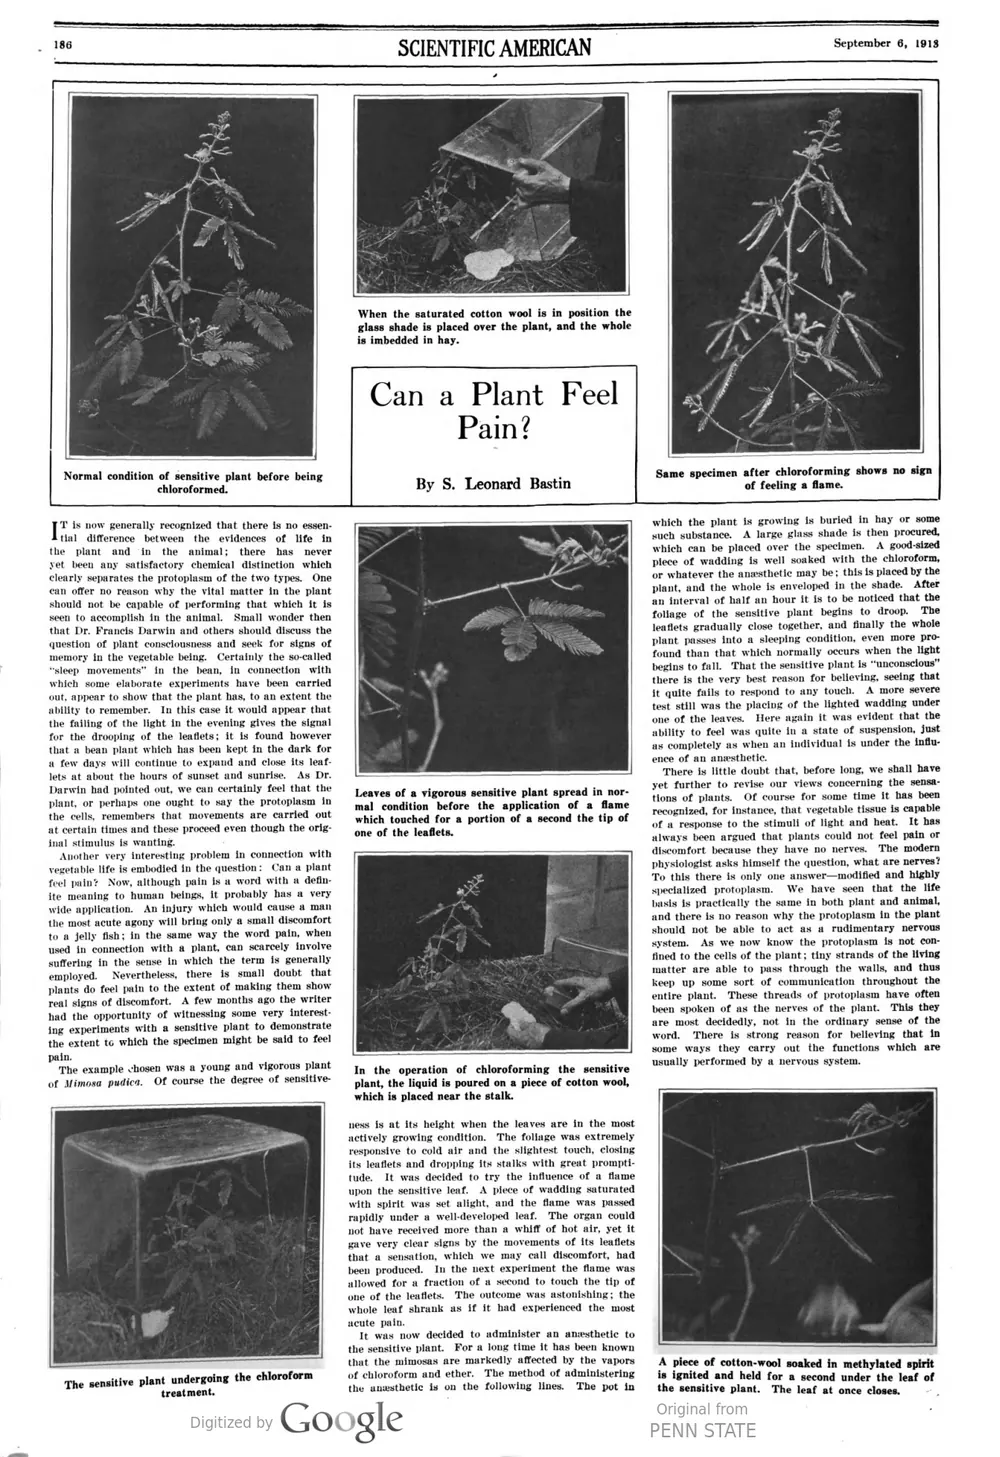 186
SCIENTIFIC AMERICAN
September 6, 1913
Normal condition of sensitive plant before being
chloroformed.
When the saturated cotton wool is in position the
glass shade is placed over the plant, and the whole
is imbedded in hay.
Same specimen after chloroforming shows no sign
of feeling a flame.
Can a Plant Feel
Pain?
By S. Leonard Bastin
IT is now generally recognized that there is no essen-
tial difference between the evidences of life in
the plant and in the animal; there has never
yet been any satisfactory chemical distinction which
clearly separates the protoplasm of the two types. One
can offer no reason why the vital matter in the plant
should not be capable of performing that which it is
seen to accomplish in the animal. Small wonder then
that Dr. Francis Darwin and others should discuss the
question of plant consciousness and seek for signs of
memory in the vegetable being. Certainly the so-called
"sleep movements" in the bean, in connection with
which some elaborate experiments have been carried
out, appear to show that the plant has, to an extent the
ability to remember. In this case it would appear that
the failing of the light in the evening gives the signal
for the drooping of the leaflets; it is found however
that a bean plant which has been kept in the dark for
a few days will continue to expand and close its leaf-
lets at about the hours of sunset and sunrise. As Dr.
Darwin had pointed out, we can certainly feel that the
plant, or perhaps one ought to say the protoplasm in
the cells, remembers that movements are carried out
at certain times and these proceed even though the orig-
inal stimulus is wanting.
Another very interesting problem in connection with
vegetable life is embodied in the question: Can a plant
feel pain? Now, although pain is a word with a defin-
ite meaning to human beings, it probably has a very
wide application. An injury which would cause a man
the most acute agony will bring only a small discomfort
to a jelly fish; in the same way the word pain, when
used in connection with a plant, can scarcely involve
suffering in the sense in which the term is generally
employed. Nevertheless, there is small doubt that
plants do feel pain to the extent of making them show
real signs of discomfort. A few months ago the writer
had the opportunity of witnessing some very interest-
ing experiments with a sensitive plant to demonstrate
the extent to which the specimen might be said to feel
pain.
The example chosen was a young and vigorous plant
of Mimosa pudica. Of course the degree of sensitive-
The sensitive plant undergoing the chloroform
treatment.
Leaves of a vigorous sensitive plant spread in nor-
mal condition before the application of a flame
which touched for a portion of a second the tip of
one of the leaflets.
In the operation of chloroforming the sensitive
plant, the liquid is poured on a piece of cotton wool,
which is placed near the stalk.
ness is at its height when the leaves are in the most
actively growing condition. The foliage was extremely
responsive to cold air and the slightest touch, closing
its leaflets and dropping its stalks with great prompti-
tude. It was decided to try the influence of a flame
upon the sensitive leaf. A piece of wadding saturated
with spirit was set alight, and the flame was passed
rapidly under a well-developed leaf. The organ could
not have received more than a whiff of hot air, yet it
gave very clear signs by the movements of its leaflets
that a sensation, which we may call discomfort, had
been produced. In the next experiment the flame was
allowed for a fraction of a second to touch the tip of
one of the leaflets. The outcome was astonishing; the
whole leaf shrank as if it had experienced the most
acute pain.
It was now decided to administer an anæsthetic to
the sensitive plant. For a long time it has been known
that the mimosas are markedly affected by the vapors
of chloroform and ether. The method of administering
the anæsthetic is on the following lines. The pot in
which the plant is growing is buried in hay or some
such substance. A large glass shade is then procured,
which can be placed over the specimen. A good-sized
piece of wadding is well soaked with the chloroform,
or whatever the anæsthetic may be; this is placed by the
plant, and the whole is enveloped in the shade. After
an interval of half an hour it is to be noticed that the
foliage of the sensitive plant begins to droop. The
leaflets gradually close together, and finally the whole
plant passes into a sleeping condition, even more pro-
found than that which normally occurs when the light
begins to fail. That the sensitive plant is "unconscious"
there is the very best reason for believing, seeing that
it quite fails to respond to any touch. A more severe
test still was the placing of the lighted wadding under
one of the leaves. Here again it was evident that the
ability to feel was quite in a state of suspension, just
as completely as when an individual is under the influ-
ence of an anæsthetic.
There is little doubt that, before long, we shall have
yet further to revise our views concerning the sensa-
tions of plants. Of course for some time it has been
recognized, for instance, that vegetable tissue is capable
of a response to the stimuli of light and heat. It has
always been argued that plants could not feel pain or
discomfort because they have no nerves. The modern
physiologist asks himself the question, what are nerves?
To this there is only one answer—modified and highly
specialized protoplasm. We have seen that the life
basis is practically the same in both plant and animal,
and there is no reason why the protoplasm in the plant
should not be able to act as a rudimentary nervous
system. As we now know the protoplasm is not con-
fined to the cells of the plant; tiny strands of the living
matter are able to pass through the walls, and thus
keep up some sort of communication throughout the
entire plant. These threads of protoplasm have often
been spoken of as the nerves of the plant. This they
are most decidedly, not in the ordinary sense of the
word. There is strong reason for believing that in
some ways they carry out the functions which are
usually performed by a nervous system.
A piece of cotton-wool soaked in methylated spirit
is ignited and held for a second under the leaf of
the sensitive plant. The leaf at once closes.
Digitized by Google
Original from
PENN STATE